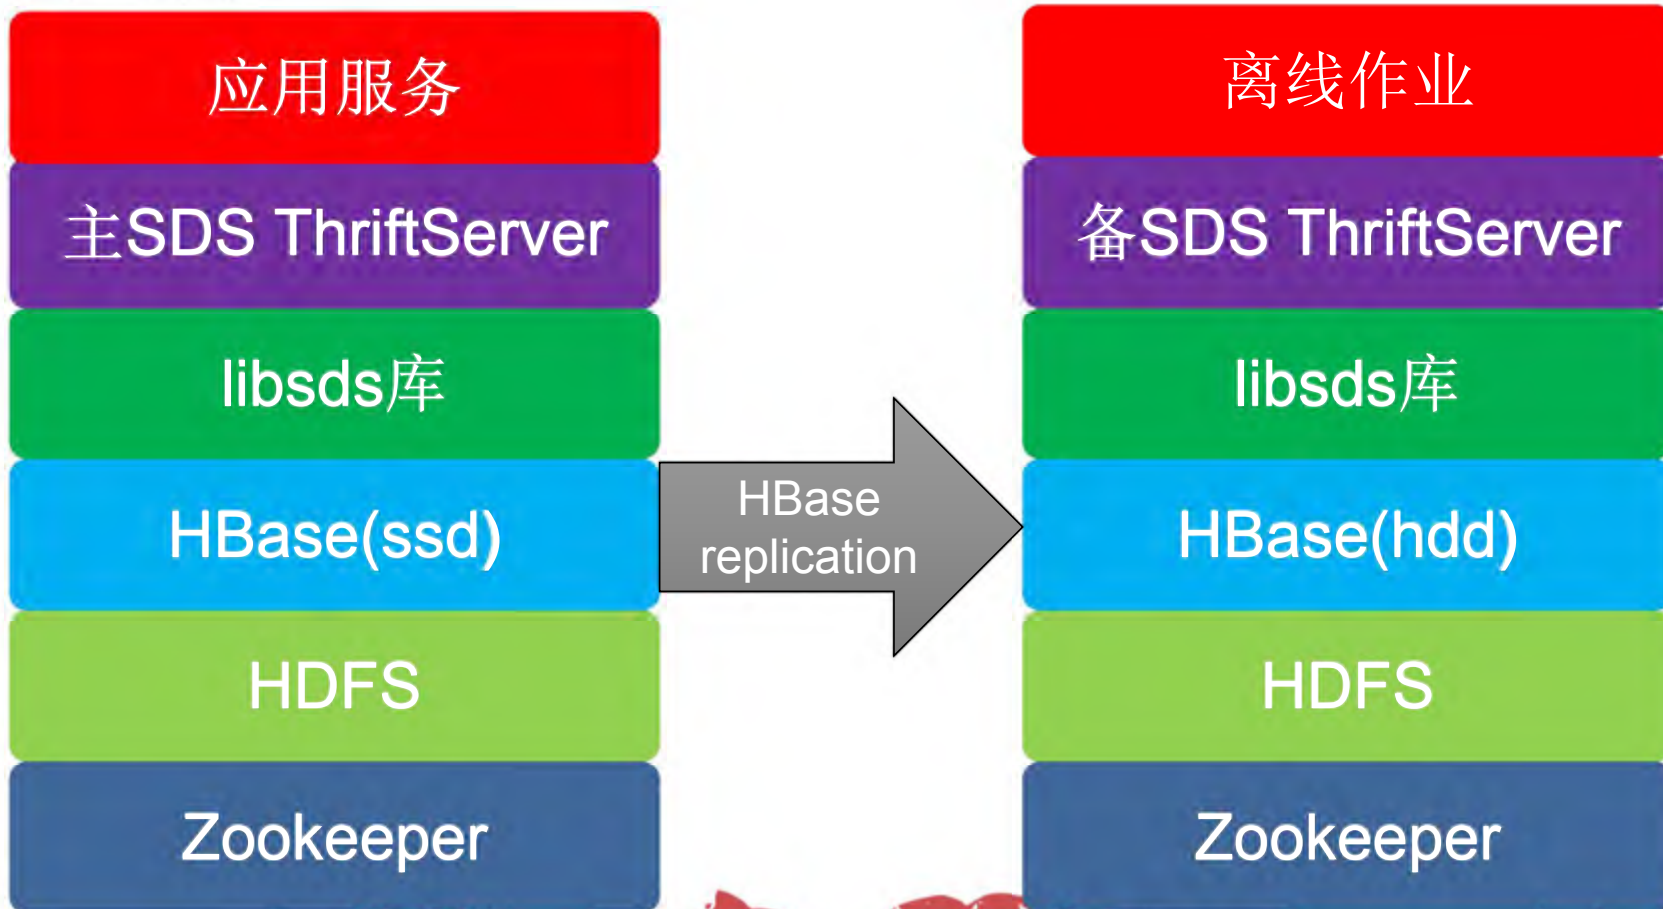 应用服务
主SDS ThriftServer
libsds库
HBase(ssd)
HDFS
Zookeeper
HBase
replication
离线作业
备SDS ThriftServer
libsds库
HBase(hdd)
HDFS
Zookeeper